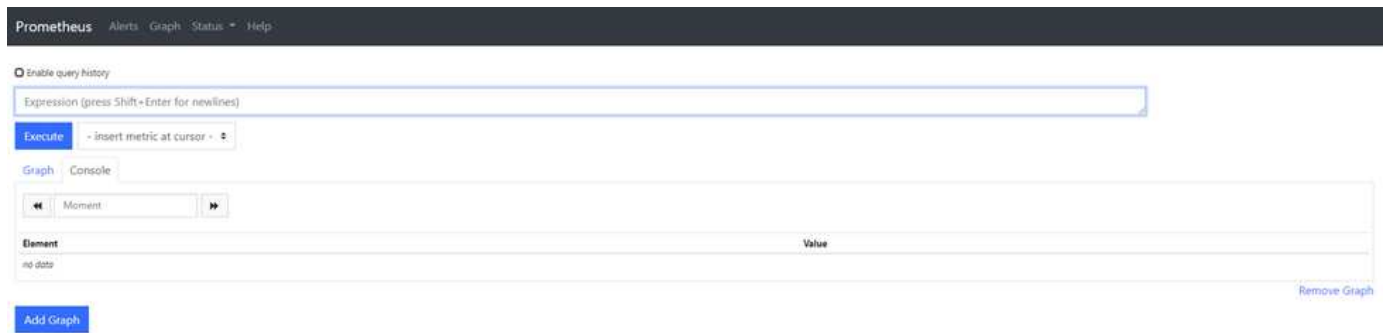 Prometheus Alerts Graph Status Help
Enable query history
Expression (press Shift+Enter for newlines)
Execute - insert metric at cursor -
Graph Console
Moment
Element Value
no data
Remove Graph
Add Graph